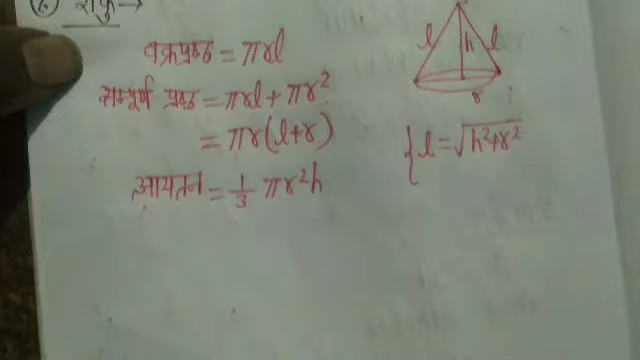 (6) शंकु →
वक्रपृष्ठ = πrl
सम्पूर्ण पृष्ठ = πrl + πr²
= πr(l+r)
आयतन = 1/3 πr²h
l h l
r
{ l = √h²+r²